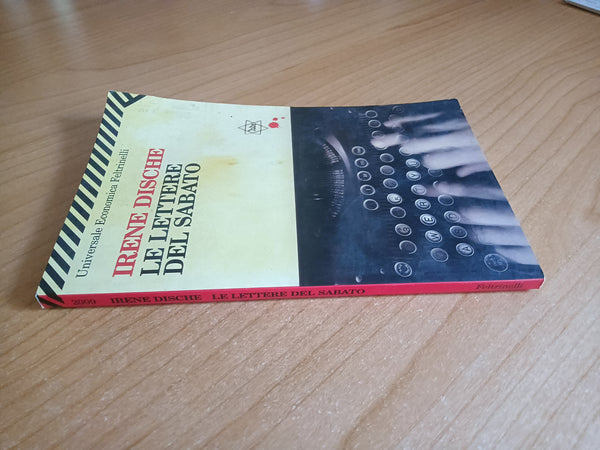 Universale Economica Feltrinelli
IRENE DISCHE
LE LETTERE
DEL SABATO
2009 IRENE DISCHE LE LETTERE DEL SABATO Feltrinelli